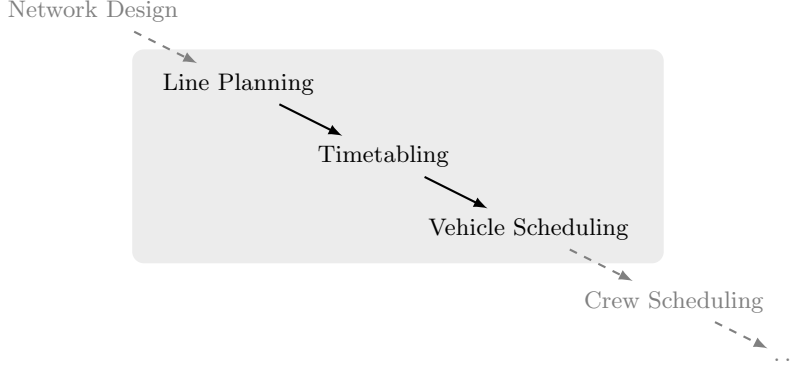 Network Design
Line Planning
Timetabling
Vehicle Scheduling
Crew Scheduling
. .